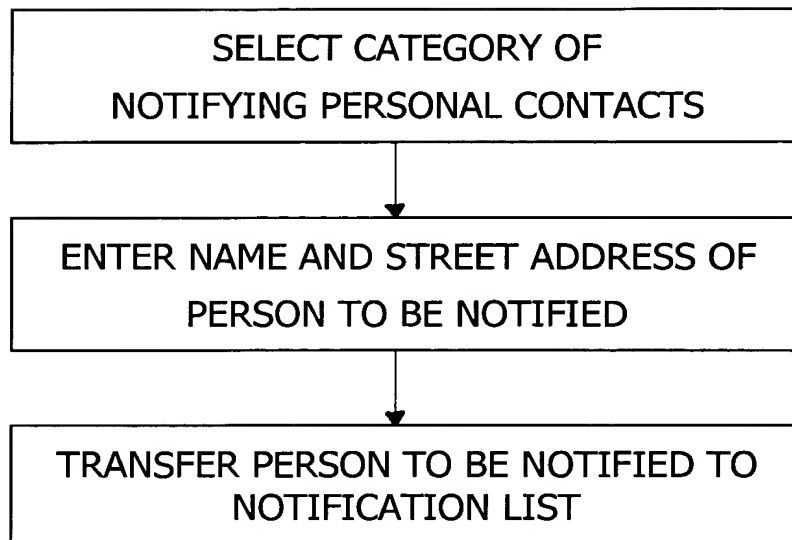 SELECT CATEGORY OF
NOTIFYING PERSONAL CONTACTS
ENTER NAME AND STREET ADDRESS OF
PERSON TO BE NOTIFIED
TRANSFER PERSON TO BE NOTIFIED TO
NOTIFICATION LIST